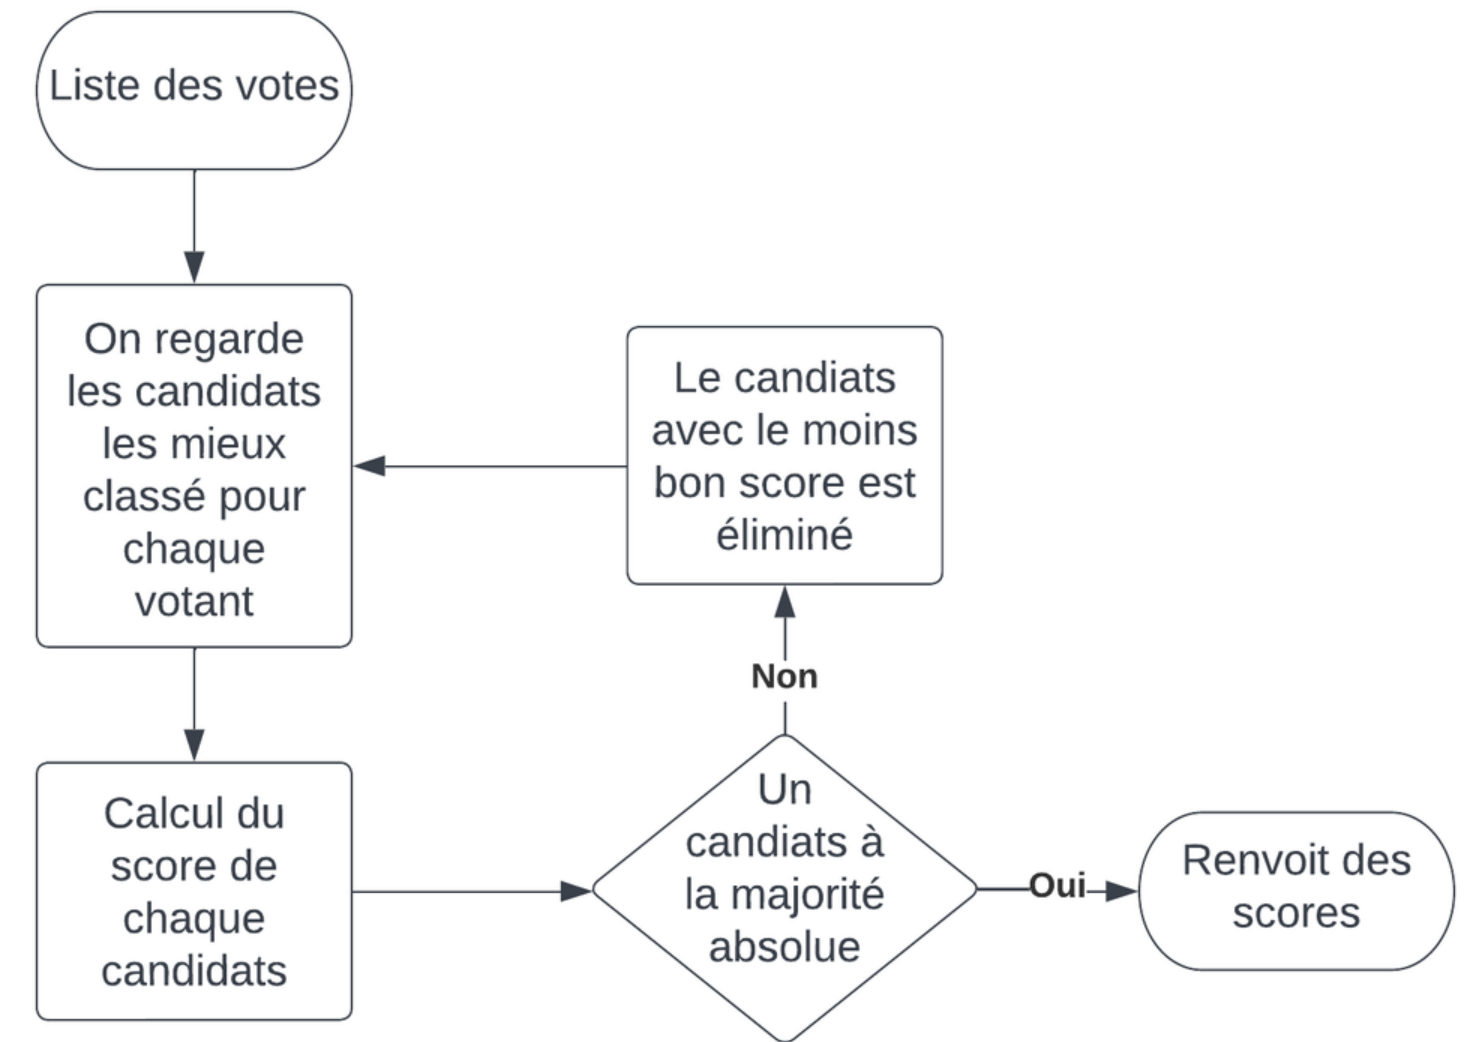 Liste des votes
On regarde
les candidats
les mieux
classé pour
chaque
votant
Le candiats
avec le moins
bon score est
éliminé
Non
Calcul du
score de
chaque
candidats
Un
candiats à
la majorité
absolue
Oui
Renvoit des
scores